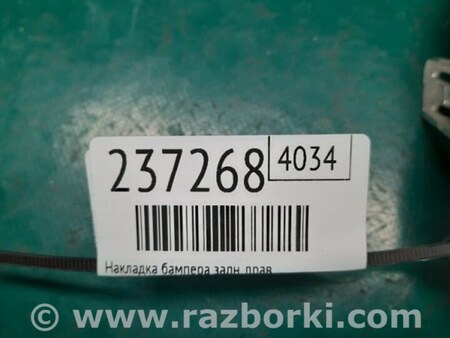 237268 4034
Накладка бампера задн. прав
© www.razborki.com